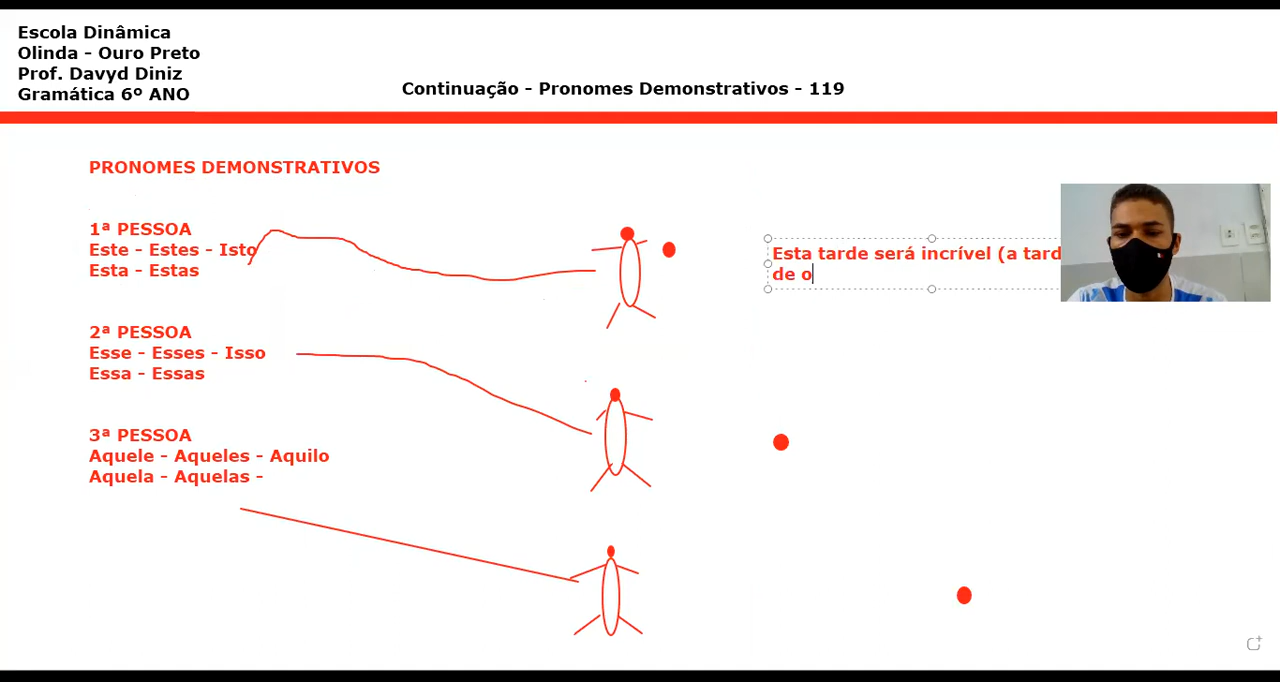 Escola Dinâmica
Olinda - Ouro Preto
Prof. Davyd Diniz
Gramática 6º ANO
Continuação - Pronomes Demonstrativos - 119
PRONOMES DEMONSTRATIVOS
1ª PESSOA
Este - Estes - Isto
Esta - Estas
2ª PESSOA
Esse - Esses - Isso
Essa - Essas
3ª PESSOA
Aquele - Aqueles - Aquilo
Aquela - Aquelas -
Esta tarde será incrível (a tard
de o